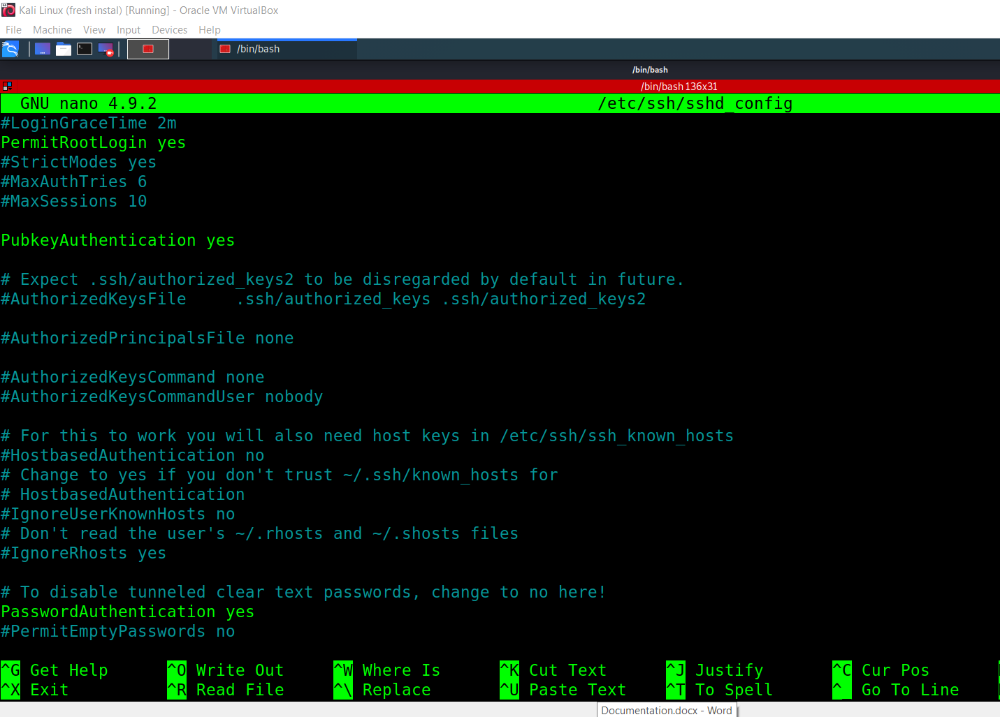 Kali Linux (fresh instal) [Running] - Oracle VM VirtualBox
File Machine View Input Devices Help
/bin/bash
/bin/bash
/bin/bash 136x31
GNU nano 4.9.2 /etc/ssh/sshd_config
#LoginGraceTime 2m
PermitRootLogin yes
#StrictModes yes
#MaxAuthTries 6
#MaxSessions 10
PubkeyAuthentication yes
# Expect .ssh/authorized_keys2 to be disregarded by default in future.
#AuthorizedKeysFile .ssh/authorized_keys .ssh/authorized_keys2
#AuthorizedPrincipalsFile none
#AuthorizedKeysCommand none
#AuthorizedKeysCommandUser nobody
# For this to work you will also need host keys in /etc/ssh/ssh_known_hosts
#HostbasedAuthentication no
# Change to yes if you don't trust ~/.ssh/known_hosts for
# HostbasedAuthentication
#IgnoreUserKnownHosts no
# Don't read the user's ~/.rhosts and ~/.shosts files
#IgnoreRhosts yes
# To disable tunneled clear text passwords, change to no here!
PasswordAuthentication yes
#PermitEmptyPasswords no
^G Get Help ^O Write Out ^W Where Is ^K Cut Text ^J Justify ^C Cur Pos
^X Exit ^R Read File ^\ Replace ^U Paste Text ^T To Spell ^_ Go To Line
Documentation.docx - Word